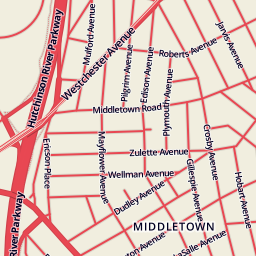 Hutchinson River Parkway
Mulford Avenue
Westchester Avenue
Pilgrim Avenue
Edison Avenue
Roberts Avenue
Jarvis Avenue
Plymouth Avenue
Middletown Road
Ericson Place
Mayflower Avenue
Zulette Avenue
Crosby Avenue
Wellman Avenue
Gillespie Avenue
Hobart Avenue
Dudley Avenue
River Parkway
MIDDLETOWN
Avenue
LaSalle Avenue